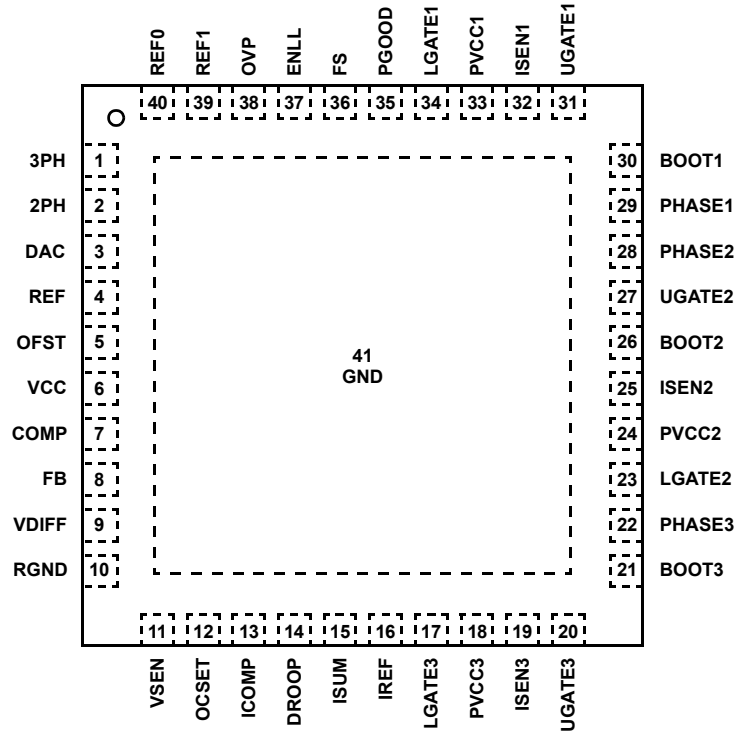 REF0
REF1
OVP
ENLL
FS
PGOOD
LGATE1
PVCC1
ISEN1
UGATE1
40 39 38 37 36 35 34 33 32 31
3PH 1
2PH 2
DAC 3
REF 4
OFST 5
VCC 6
COMP 7
FB 8
VDIFF 9
RGND 10
41
GND
30 BOOT1
29 PHASE1
28 PHASE2
27 UGATE2
26 BOOT2
25 ISEN2
24 PVCC2
23 LGATE2
22 PHASE3
21 BOOT3
11 12 13 14 15 16 17 18 19 20
VSEN
OCSET
ICOMP
DROOP
ISUM
IREF
LGATE3
PVCC3
ISEN3
UGATE3